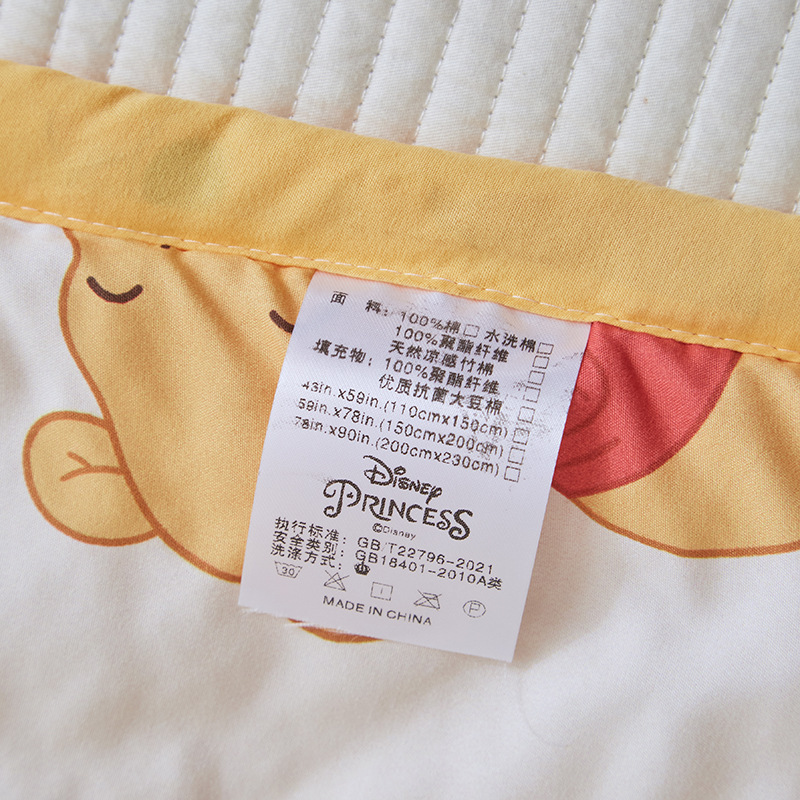 面 料: 100%棉□ 水洗棉□
100%聚酯纤维□
天然凉感竹棉□
填充物: 100%聚酯纤维□
优质抗菌大豆棉□
43in.x59in.(110cmx150cm)□
59in.x78in.(150cmx200cm)□
78in.x90in.(200cmx230cm)□
Disney
PRINCESS
©Disney
执行标准: GB/T22796-2021
安全类别: GB18401-2010A类
洗涤方式:
30 P
MADE IN CHINA